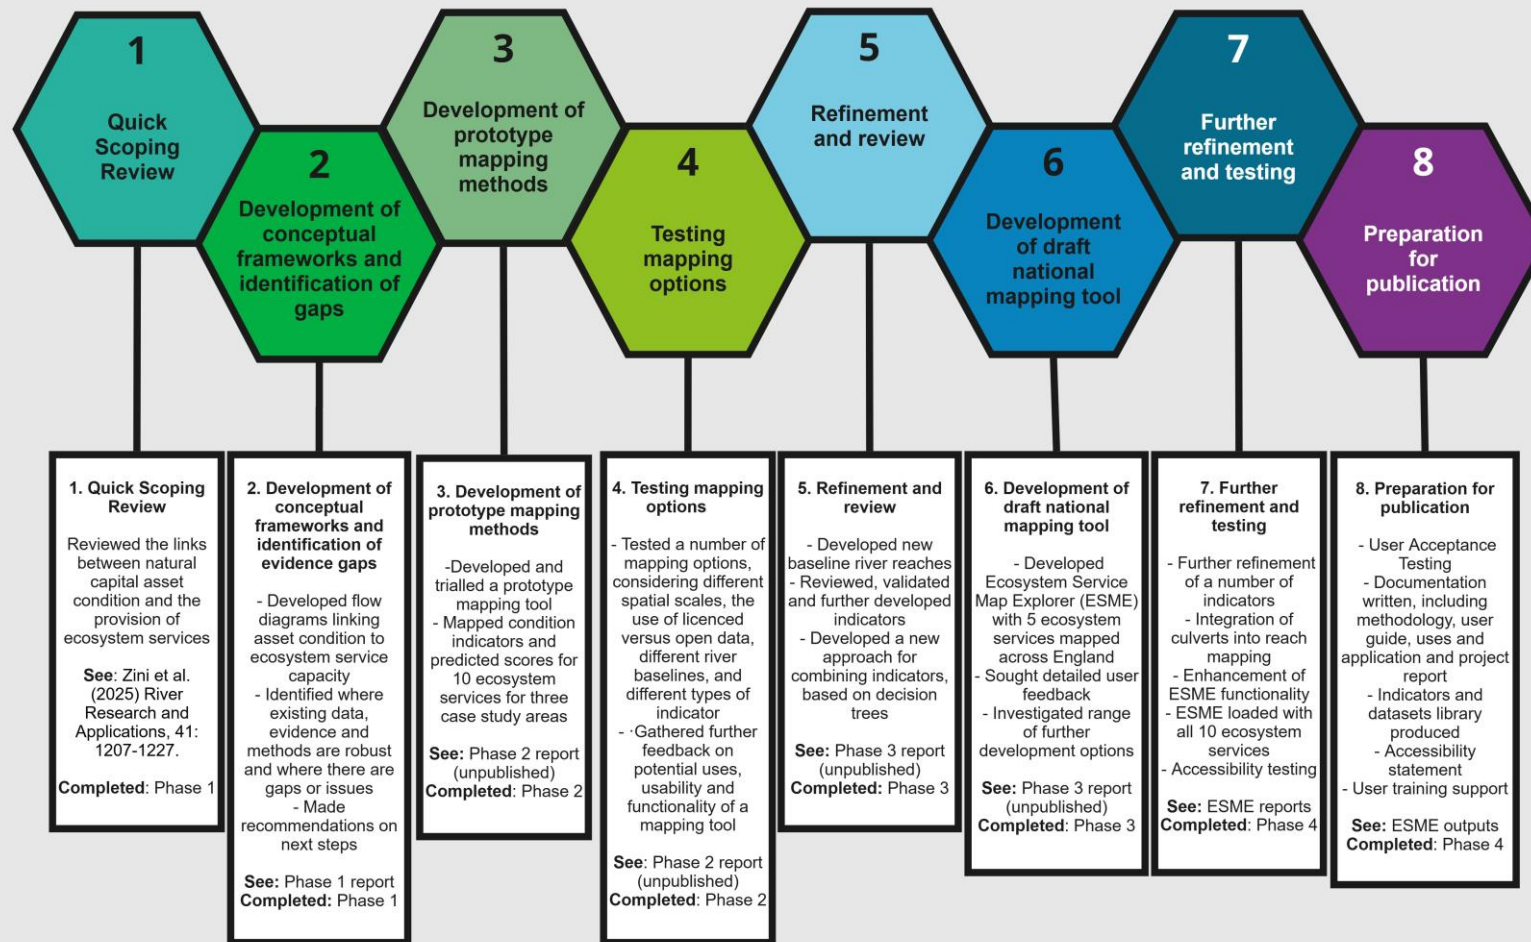 1
Quick
Scoping
Review
2
Development of
conceptual
frameworks and
identification of
gaps
3
Development of
prototype
mapping
methods
4
Testing
mapping
options
5
Refinement
and review
6
Development
of draft
national
mapping tool
7
Further
refinement
and testing
8
Preparation
for
publication
1. Quick Scoping
Review
Reviewed the links
between natural
capital asset
condition and the
provision of
ecosystem services
See: Zini et al.
(2025) River
Research and
Applications, 41:
1207-1227.
Completed: Phase 1
2. Development of
conceptual
frameworks and
identification of
evidence gaps
- Developed flow
diagrams linking
asset condition to
ecosystem service
capacity
- Identified where
existing data,
evidence and
methods are robust
and where there are
gaps or issues
- Made
recommendations on
next steps
See: Phase 1 report
Completed: Phase 1
3. Development of
prototype mapping
methods
-Developed and
trialled a prototype
mapping tool
- Mapped condition
indicators and
predicted scores for
10 ecosystem
services for three
case study areas
See: Phase 2 report
(unpublished)
Completed: Phase 2
4. Testing mapping
options
- Tested a number of
mapping options,
considering different
spatial scales, the
use of licenced
versus open data,
different river
baselines, and
different types of
indicator
- ·Gathered further
feedback on
potential uses,
usability and
functionality of a
mapping tool
See: Phase 2 report
(unpublished)
Completed: Phase 2
5. Refinement and
review
- Developed new
baseline river reaches
- Reviewed, validated
and further developed
indicators
- Developed a new
approach for
combining indicators,
based on decision
trees
See: Phase 3 report
(unpublished)
Completed: Phase 3
6. Development of
draft national
mapping tool
- Developed
Ecosystem Service
Map Explorer (ESME)
with 5 ecosystem
services mapped
across England
- Sought detailed user
feedback
- Investigated range
of further
development options
See: Phase 3 report
(unpublished)
Completed: Phase 3
7. Further
refinement and
testing
- Further refinement
of a number of
indicators
- Integration of
culverts into reach
mapping
- Enhancement of
ESME functionality
- ESME loaded with
all 10 ecosystem
services
- Accessibility testing
See: ESME reports
Completed: Phase 4
8. Preparation for
publication
- User Acceptance
Testing
- Documentation
written, including
methodology, user
guide, uses and
application and project
report
- Indicators and
datasets library
produced
- Accessibility
statement
- User training support
See: ESME outputs
Completed: Phase 4